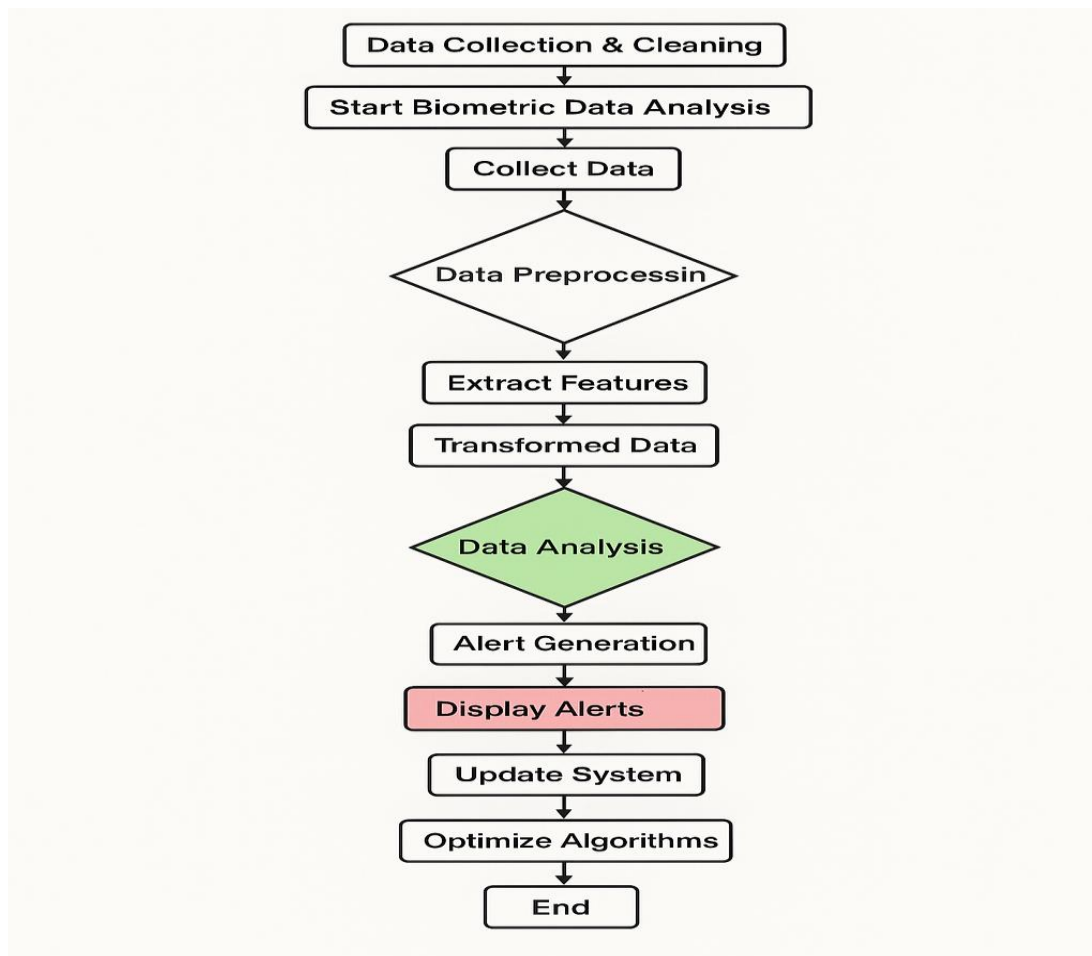 Data Collection & Cleaning
Start Biometric Data Analysis
Collect Data
Data Preprocessin
Extract Features
Transformed Data
Data Analysis
Alert Generation
Display Alerts
Update System
Optimize Algorithms
End